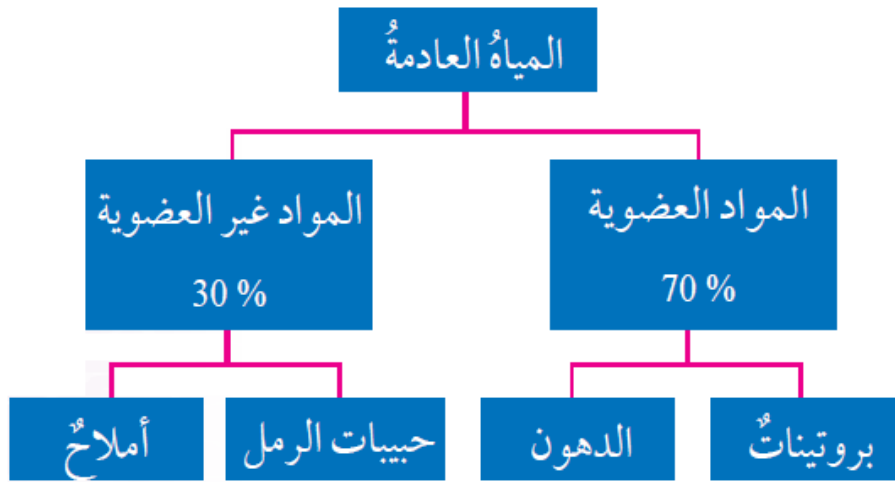 المياهُ العادمةُ
المواد العضوية
70 %
المواد غير العضوية
30 %
بروتيناتٌ
الدهون
حبيبات الرمل
أملاحٌ